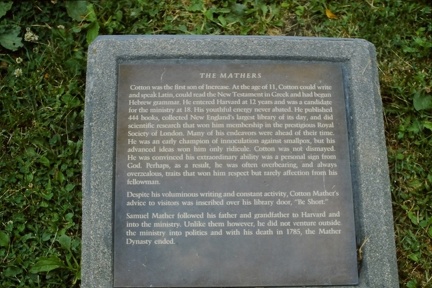 THE MATHERS
Cotton was the first son of Increase. At the age of 11, Cotton could write
and speak Latin, could read the New Testament in Greek and had begun
Hebrew grammar. He entered Harvard at 12 years and was a candidate
for the ministry at 18. His youthful energy never abated. He published
444 books, collected New England's largest library of its day, and did
scientific research that won him membership in the prestigious Royal
Society of London. Many of his endeavors were ahead of their time.
He was an early champion of innoculation against smallpox, but his
advanced ideas won him only ridicule. Cotton was not dismayed.
He was convinced his extraordinary ability was a personal sign from
God. Perhaps, as a result, he was often overbearing, and always
overzealous, traits that won him respect but rarely affection from his
fellowman.
Despite his voluminous writing and constant activity, Cotton Mather's
advice to visitors was inscribed over his library door, "Be Short."
Samuel Mather followed his father and grandfather to Harvard and
into the ministry. Unlike them however, he did not venture outside
the ministry into politics and with his death in 1785, the Mather
Dynasty ended.